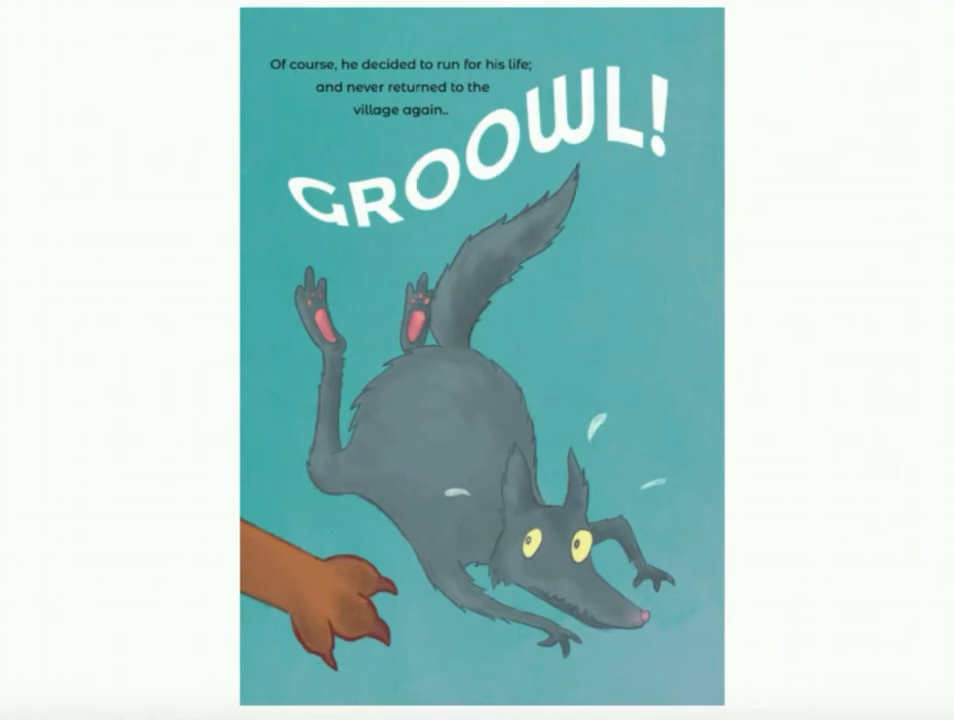 Of course, he decided to run for his life;
and never returned to the
village again..
GROOWL!